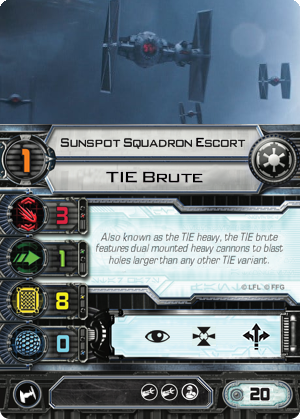 Sunspot Squadron Escort
1
TIE Brute
3
Also known as the TIE heavy, the TIE brute
features dual mounted heavy cannons to blast
holes larger than any other TIE variant.
1
© LFL © FFG
8
0
20